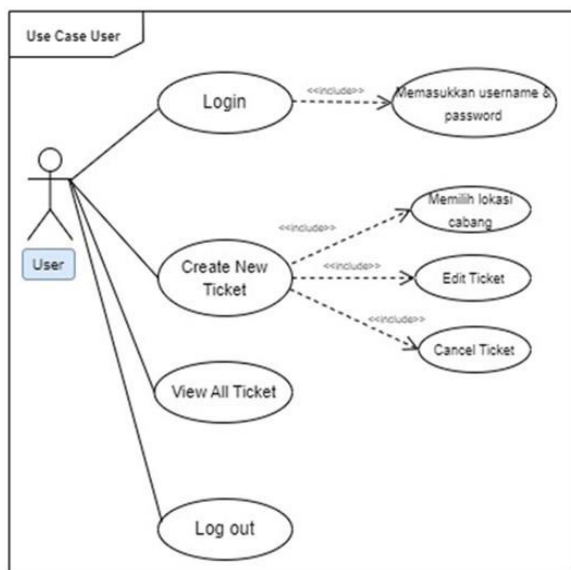 Use Case User
Login
<<include>>
Memasukkan username &
password
User
Create New
Ticket
<<include>>
Memilih lokasi
cabang
<<include>>
Edit Ticket
<<include>>
Cancel Ticket
View All Ticket
Log out